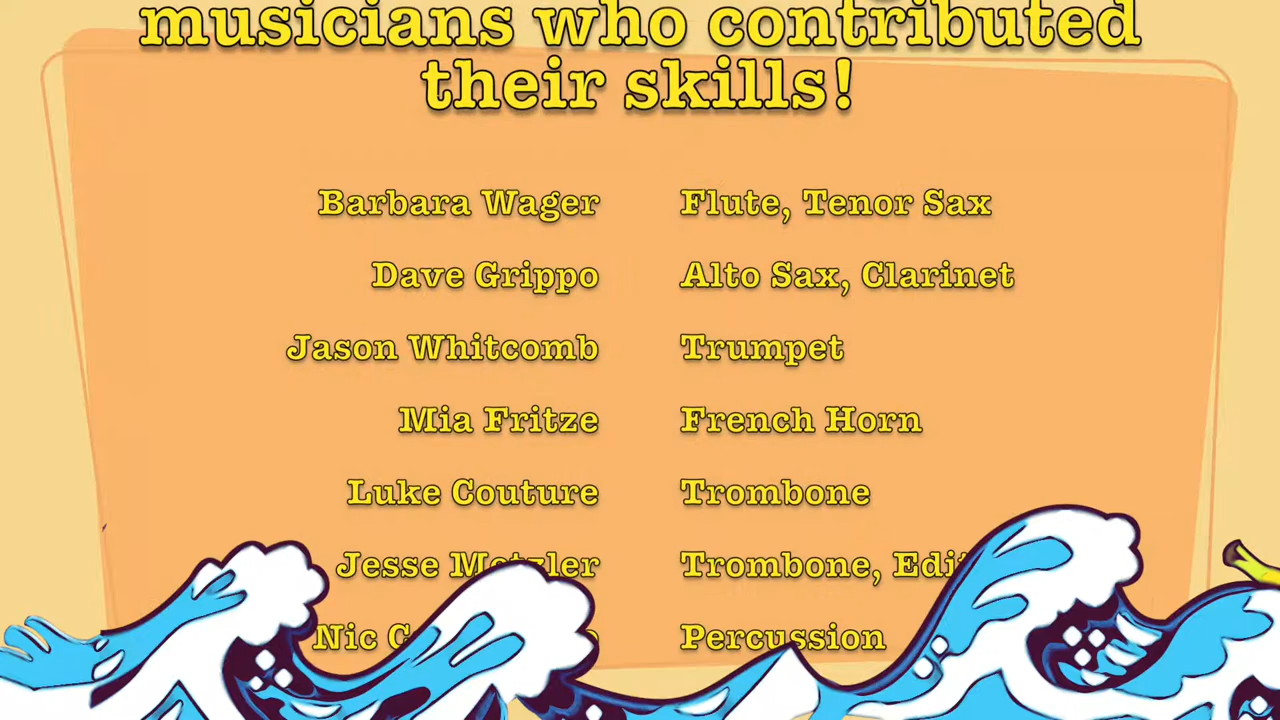 musicians who contributed
their skills!
Barbara Wager Flute, Tenor Sax
Dave Grippo Alto Sax, Clarinet
Jason Whitcomb Trumpet
Mia Fritze French Horn
Luke Couture Trombone
Jesse Trombone,
Nic Percussion